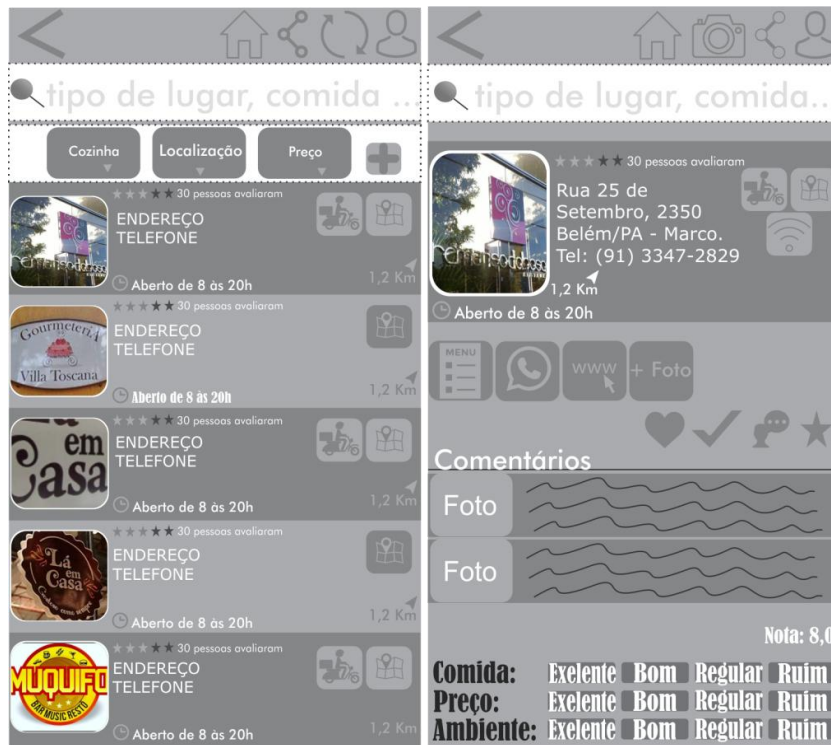 tipo de lugar, comida ...
Cozinha
Localização
Preço
30 pessoas avaliaram
ENDEREÇO
TELEFONE
Aberto de 8 às 20h
1,2 Km
Gourmeteria
Villa Toscana
30 pessoas avaliaram
ENDEREÇO
TELEFONE
Aberto de 8 às 20h
1,2 Km
em
Casa
30 pessoas avaliaram
ENDEREÇO
TELEFONE
Aberto de 8 às 20h
1,2 Km
Lá
em
Casa
30 pessoas avaliaram
ENDEREÇO
TELEFONE
Aberto de 8 às 20h
1,2 Km
MUQUIFO
BAR MUSIC RESTÔ
30 pessoas avaliaram
ENDEREÇO
TELEFONE
Aberto de 8 às 20h
1,2 Km
tipo de lugar, comida..
30 pessoas avaliaram
Rua 25 de
Setembro, 2350
Belém/PA - Marco.
Tel: (91) 3347-2829
1,2 Km
Aberto de 8 às 20h
MENU
www
+ Foto
Comentários
Foto
Foto
Nota: 8,0
Comida: Exelente Bom Regular Ruim
Preço: Exelente Bom Regular Ruim
Ambiente: Exelente Bom Regular Ruim